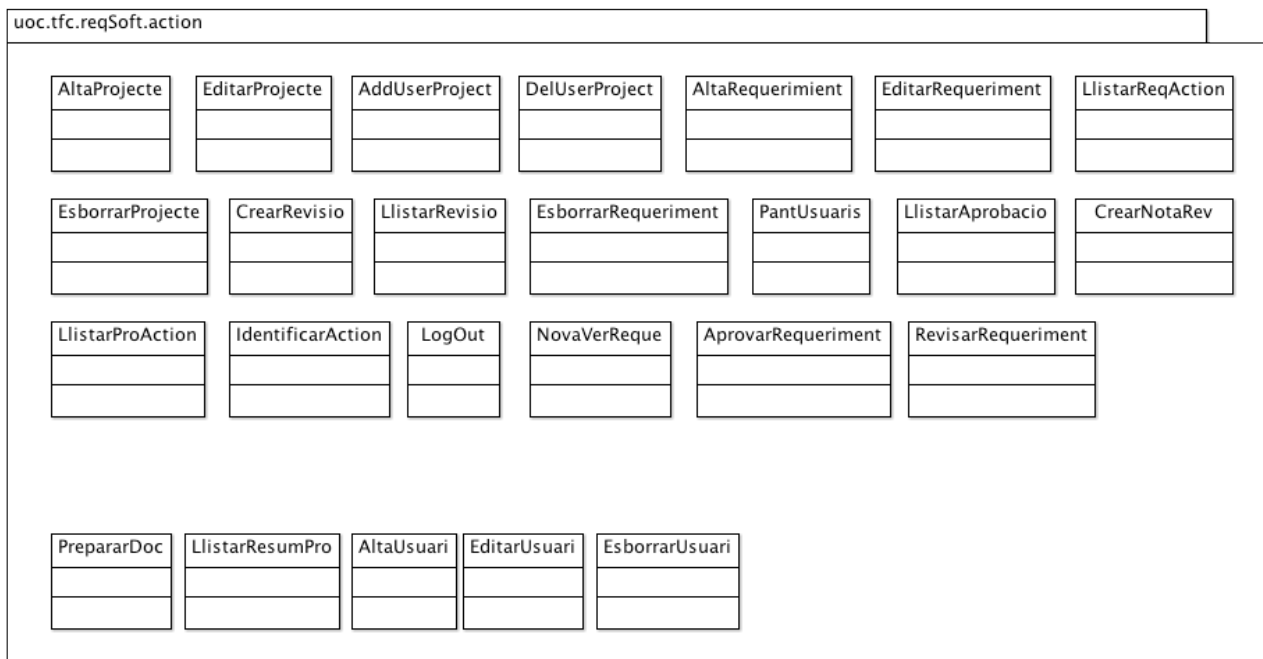 uoc.tfc.reqSoft.action
AltaProjecte EditarProjecte AddUserProject DelUserProject AltaRequerimient EditarRequeriment LlistarReqAction
EsborrarProjecte CrearRevisio LlistarRevisio EsborrarRequeriment PantUsuaris LlistarAprobacio CrearNotaRev
LlistarProAction IdentificarAction LogOut NovaVerReque AprovarRequeriment RevisarRequeriment
PrepararDoc LlistarResumPro AltaUsuari EditarUsuari EsborrarUsuari